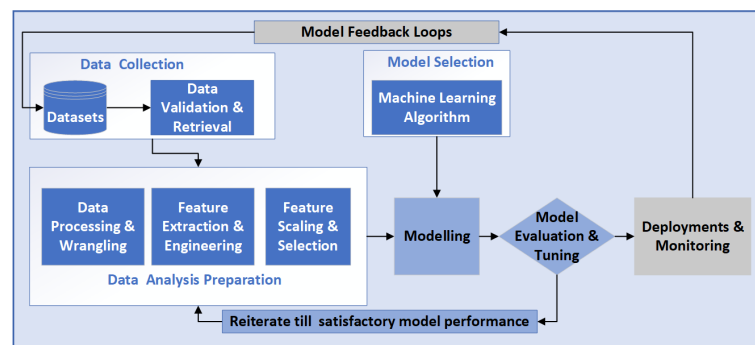 Model Feedback Loops
Data Collection
Datasets
Data
Validation &
Retrieval
Model Selection
Machine Learning
Algorithm
Data
Processing &
Wrangling
Feature
Extraction &
Engineering
Feature
Scaling &
Selection
Data Analysis Preparation
Modelling
Model
Evaluation &
Tuning
Deployments &
Monitoring
Reiterate till satisfactory model performance